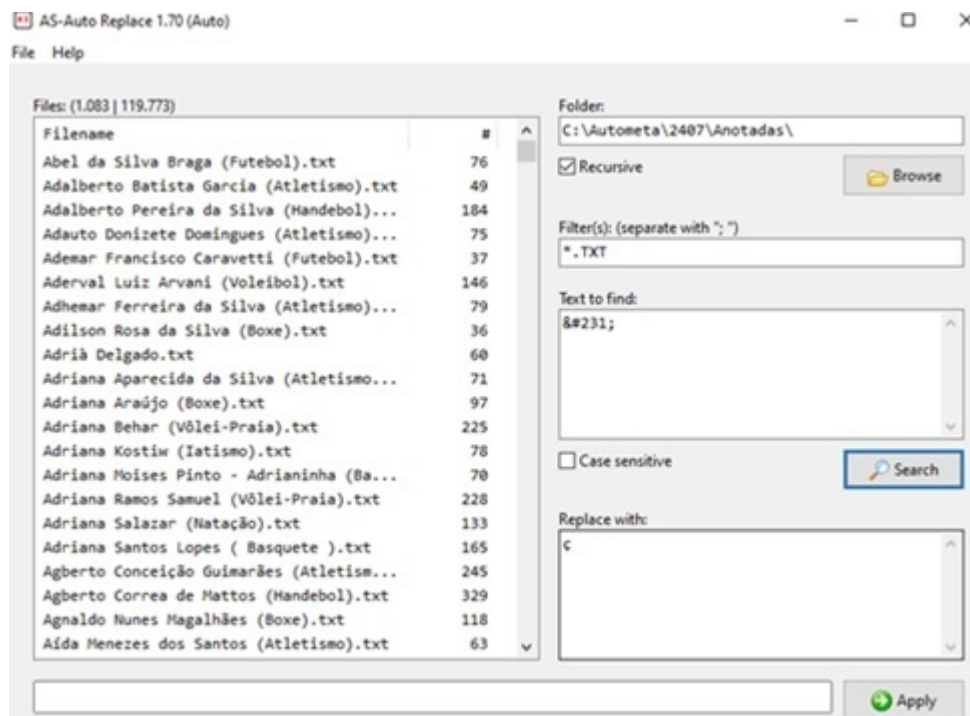 AS-Auto Replace 1.70 (Auto)
File Help
Files: (1.083 | 119.773)
Filename #
Abel da Silva Braga (Futebol).txt 76
Adalberto Batista Garcia (Atletismo).txt 49
Adalberto Pereira da Silva (Handebol)... 184
Adauto Donizete Domingues (Atletismo)... 75
Ademar Francisco Caravetti (Futebol).txt 37
Aderval Luiz Arvani (Voleibol).txt 146
Adhemar Ferreira da Silva (Atletismo)... 79
Adilson Rosa da Silva (Boxe).txt 36
Adrià Delgado.txt 60
Adriana Aparecida da Silva (Atletismo... 71
Adriana Araújo (Boxe).txt 97
Adriana Behar (Vôlei-Praia).txt 225
Adriana Kostiw (Iatismo).txt 78
Adriana Moises Pinto - Adrianinha (Ba... 70
Adriana Ramos Samuel (Vôlei-Praia).txt 228
Adriana Salazar (Natação).txt 133
Adriana Santos Lopes ( Basquete ).txt 165
Agberto Conceição Guimarães (Atletism... 245
Agberto Correa de Mattos (Handebol).txt 329
Agnaldo Nunes Magalhães (Boxe).txt 118
Aída Menezes dos Santos (Atletismo).txt 63
Folder:
C:\Autometa\2407\Anotadas\
Recursive
Browse
Filter(s): (separate with "; ")
*.TXT
Text to find:
&#231;
Case sensitive
Search
Replace with:
ç
Apply